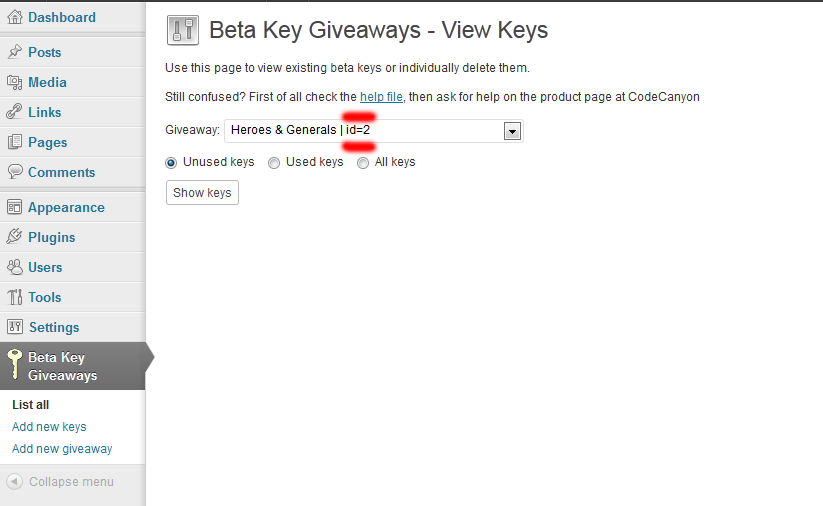 Dashboard
Posts
Media
Links
Pages
Comments
Appearance
Plugins
Users
Tools
Settings
Beta Key
Giveaways
List all
Add new keys
Add new giveaway
Collapse menu
Beta Key Giveaways - View Keys
Use this page to view existing beta keys or individually delete them.
Still confused? First of all check the help file, then ask for help on the product page at CodeCanyon
Giveaway: Heroes & Generals | id=2
Unused keys Used keys All keys
Show keys